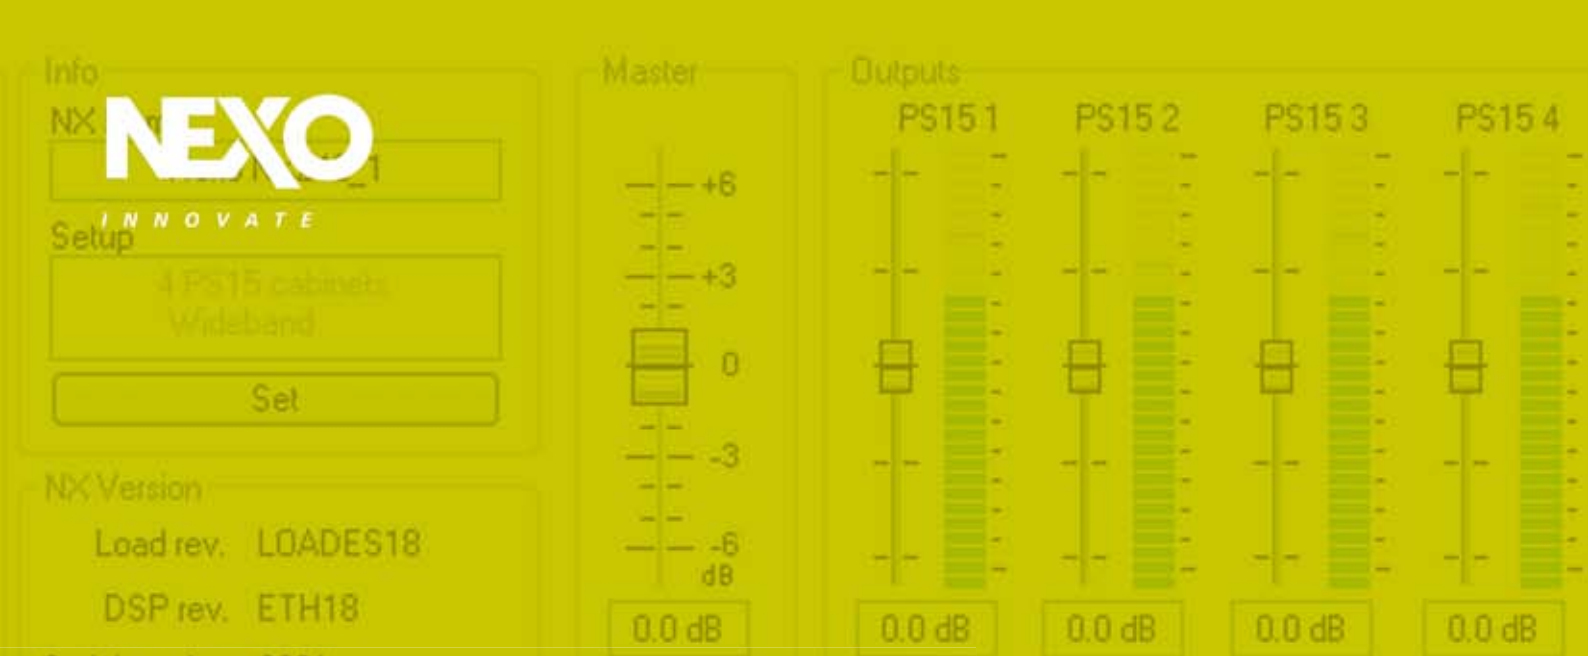 Info
NX
NEXO
INNOVATE
Setup
4 PS15 cabinets
Wideband
Set
NX Version
Load rev. LOADES18
DSP rev. ETH18
Master
+6
+3
0
-3
-6
dB
0.0 dB
Outputs
PS15 1 PS15 2 PS15 3 PS15 4
0.0 dB 0.0 dB 0.0 dB 0.0 dB